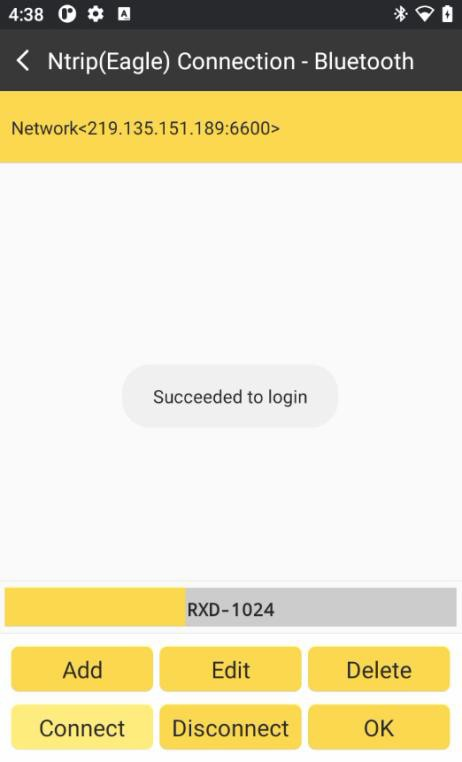 4:38
Ntrip(Eagle) Connection - Bluetooth
Network<219.135.151.189:6600>
Succeeded to login
RXD-1024
Add Edit Delete
Connect Disconnect OK